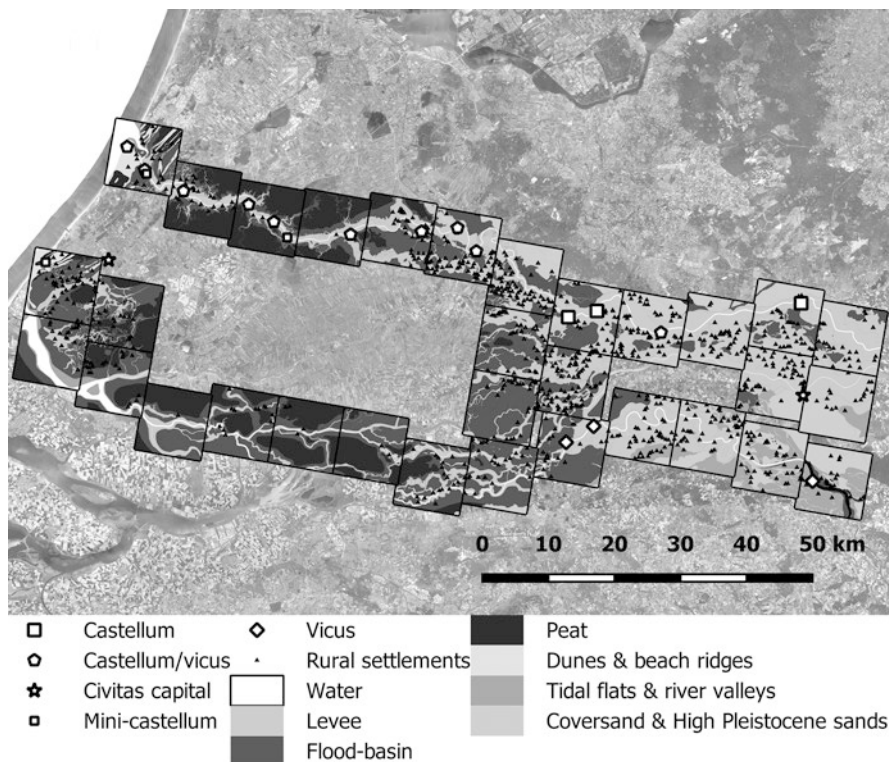 0 10 20 30 40 50 km
Castellum Vicus Peat
Castellum/vicus Rural settlements Dunes & beach ridges
Civitas capital Water Tidal flats & river valleys
Mini-castellum Levee Coversand & High Pleistocene sands
Flood-basin